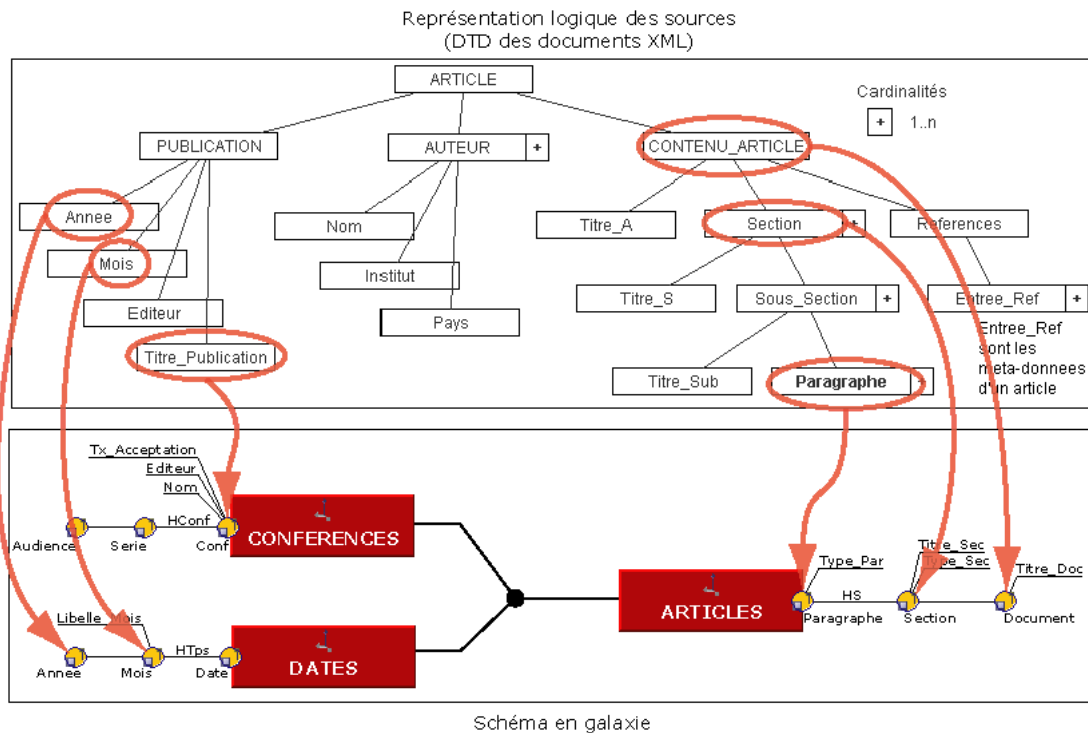 Représentation logique des sources
(DTD des documents XML)
ARTICLE
Cardinalités
+ 1..n
PUBLICATION
AUTEUR +
CONTENU_ARTICLE
Annee
Nom
Titre_A
Section +
References
Mois
Institut
Editeur
Pays
Titre_S
Sous_Section +
Entree_Ref +
Titre_Publication
Titre_Sub
Paragraphe +
Entree_Ref
sont les
meta-donnees
d'un article
Tx_Acceptation
Editeur
Nom
HConf
Audience
Serie
Conf
CONFERENCES
Libelle_Mois
HTps
Annee
Mois
Date
DATES
ARTICLES
Type_Par
HS
Titre_Sec
Type_Sec
Titre_Doc
Paragraphe
Section
Document
Schéma en galaxie